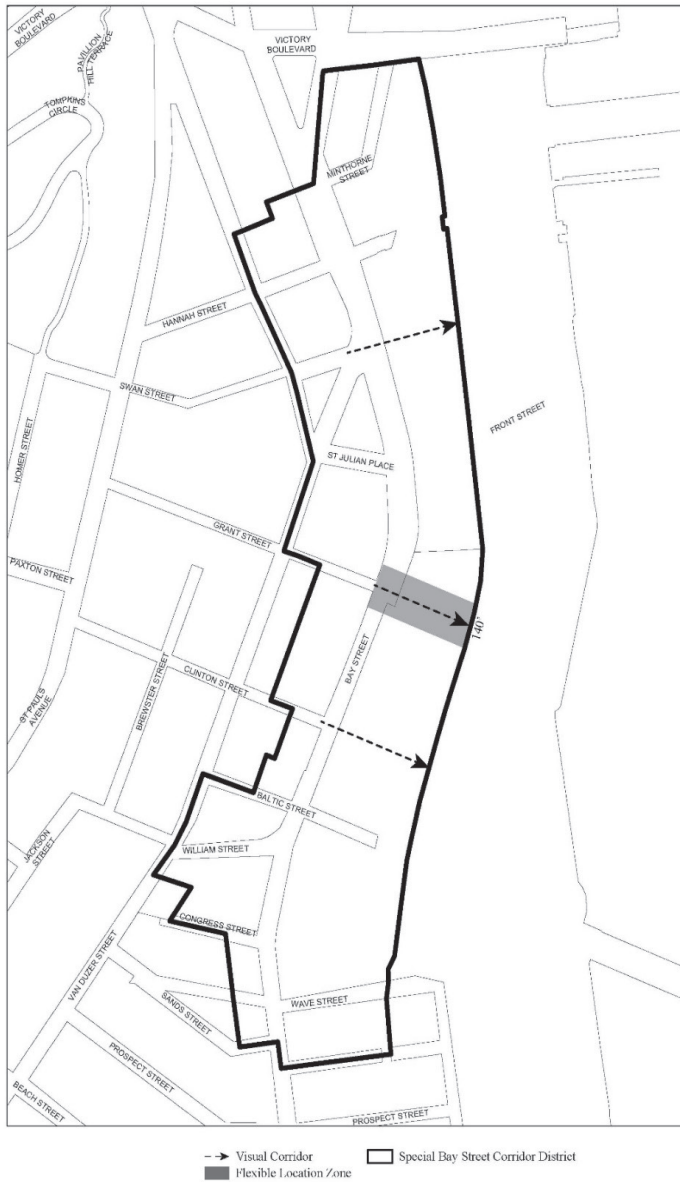 VICTORY
BOULEVARD
PAVILLION
HILL TERRACE
VICTORY
BOULEVARD
TOMPKINS
CIRCLE
MINTHORNE
STREET
HANNAH STREET
SWAN STREET
FRONT STREET
HOMER STREET
ST JULIAN PLACE
GRANT STREET
PAXTON STREET
140'
BAY STREET
CLINTON STREET
BREWSTER STREET
ST PAULS
AVENUE
BALTIC STREET
JACKSON
STREET
WILLIAM STREET
CONGRESS STREET
VAN DUZER STREET
WAVE STREET
SANDS STREET
PROSPECT STREET
BEACH STREET
PROSPECT STREET
Visual Corridor
Special Bay Street Corridor District
Flexible Location Zone